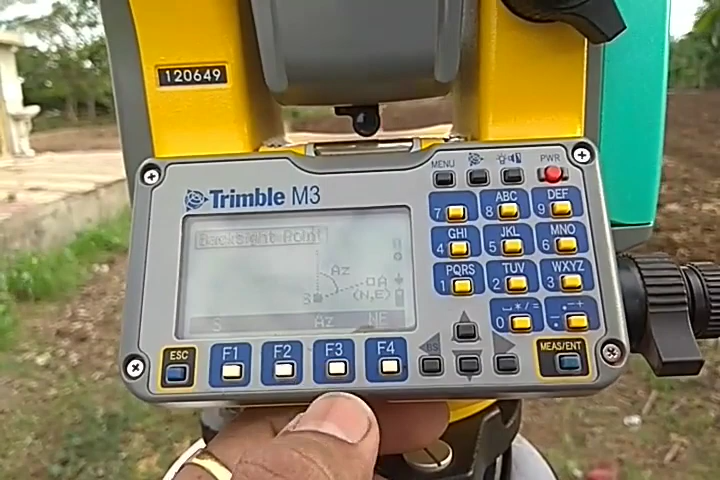 120649
Trimble M3
MENU
PWR
Backsight Point
Az
A
S
(N,E)
S Az NE
7 8 ABC 9 DEF
4 GHI 5 JKL 6 MNO
1 PQRS 2 TUV 3 WXYZ
0 ␣*/= . -+
BS
ESC F1 F2 F3 F4 MEAS/ENT